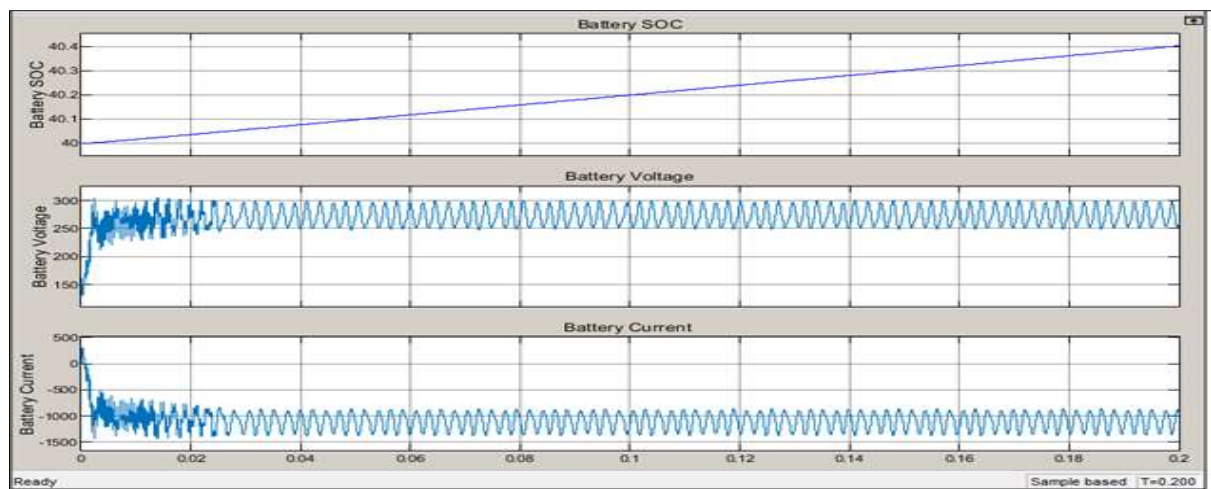 Battery SOC
Battery SOC
40.4
40.3
40.2
40.1
40
Battery Voltage
Battery Voltage
300
250
200
150
Battery Current
Battery Current
500
0
-500
-1000
-1500
0 0.02 0.04 0.06 0.08 0.1 0.12 0.14 0.16 0.18 0.2
Ready Sample based T=0.200